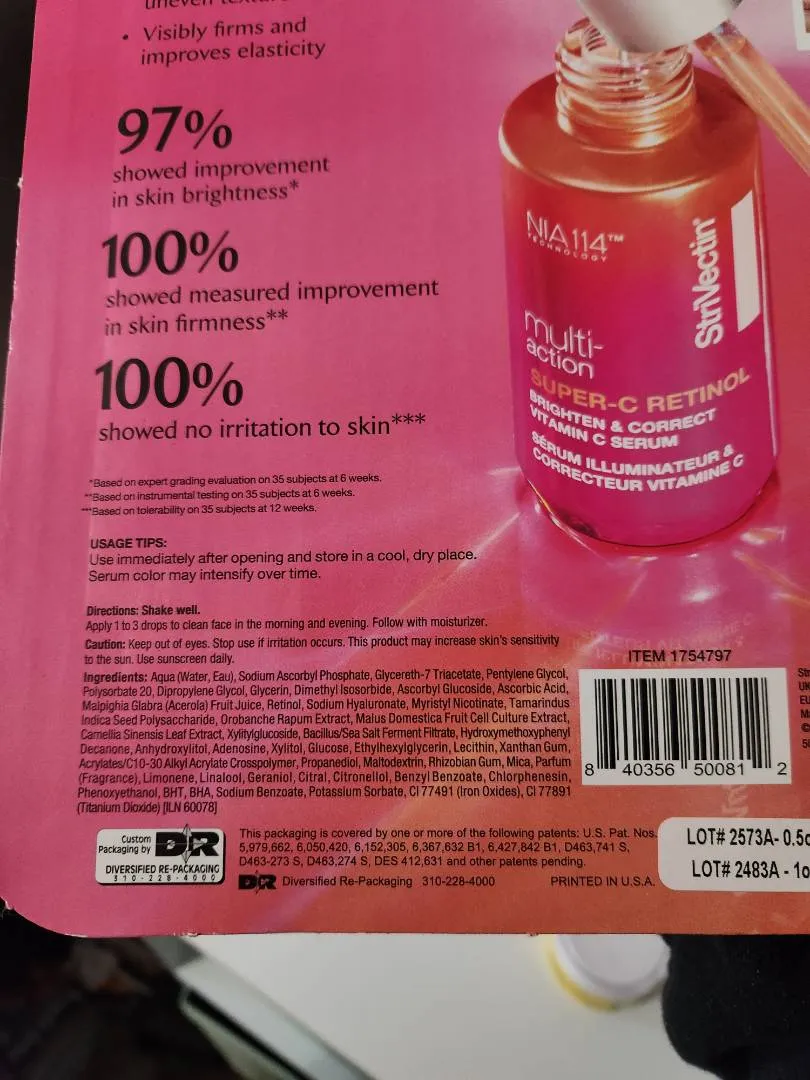 • Visibly firms and
improves elasticity
97%
showed improvement
in skin brightness*
100%
showed measured improvement
in skin firmness**
100%
showed no irritation to skin***
*Based on expert grading evaluation on 35 subjects at 6 weeks.
**Based on instrumental testing on 35 subjects at 6 weeks.
***Based on tolerability on 35 subjects at 12 weeks.
USAGE TIPS:
Use immediately after opening and store in a cool, dry place.
Serum color may intensify over time.
Directions: Shake well.
Apply 1 to 3 drops to clean face in the morning and evening. Follow with moisturizer.
Caution: Keep out of eyes. Stop use if irritation occurs. This product may increase skin's sensitivity
to the sun. Use sunscreen daily.
Ingredients: Aqua (Water, Eau), Sodium Ascorbyl Phosphate, Glycereth-7 Triacetate, Pentylene Glycol,
Polysorbate 20, Dipropylene Glycol, Glycerin, Dimethyl Isosorbide, Ascorbyl Glucoside, Ascorbic Acid,
Malpighia Glabra (Acerola) Fruit Juice, Retinol, Sodium Hyaluronate, Myristyl Nicotinate, Tamarindus
Indica Seed Polysaccharide, Orobanche Rapum Extract, Malus Domestica Fruit Cell Culture Extract,
Camellia Sinensis Leaf Extract, Xylitylglucoside, Bacillus/Sea Salt Ferment Filtrate, Hydroxymethoxyphenyl
Decanone, Anhydroxylitol, Adenosine, Xylitol, Glucose, Ethylhexylglycerin, Lecithin, Xanthan Gum,
Acrylates/C10-30 Alkyl Acrylate Crosspolymer, Propanediol, Maltodextrin, Rhizobian Gum, Mica, Parfum
(Fragrance), Limonene, Linalool, Geraniol, Citral, Citronellol, Benzyl Benzoate, Chlorphenesin,
Phenoxyethanol, BHT, BHA, Sodium Benzoate, Potassium Sorbate, CI 77491 (Iron Oxides), CI 77891
(Titanium Dioxide) [ILN 60078]
NIA 114™
TECHNOLOGY
StriVectin®
multi-
action
SUPER-C RETINOL
BRIGHTEN & CORRECT
VITAMIN C SERUM
SÉRUM ILLUMINATEUR &
CORRECTEUR VITAMINE C
ITEM 1754797
8 40356 50081 2
Custom
Packaging by
DR
DIVERSIFIED RE-PACKAGING
310-228-4000
This packaging is covered by one or more of the following patents: U.S. Pat. Nos.
5,979,662, 6,050,420, 6,152,305, 6,367,632 B1, 6,427,842 B1, D463,741 S,
D463-273 S, D463,274 S, DES 412,631 and other patents pending.
DR Diversified Re-Packaging 310-228-4000 PRINTED IN U.S.A.
LOT# 2573A- 0.5o
LOT# 2483A - 1o